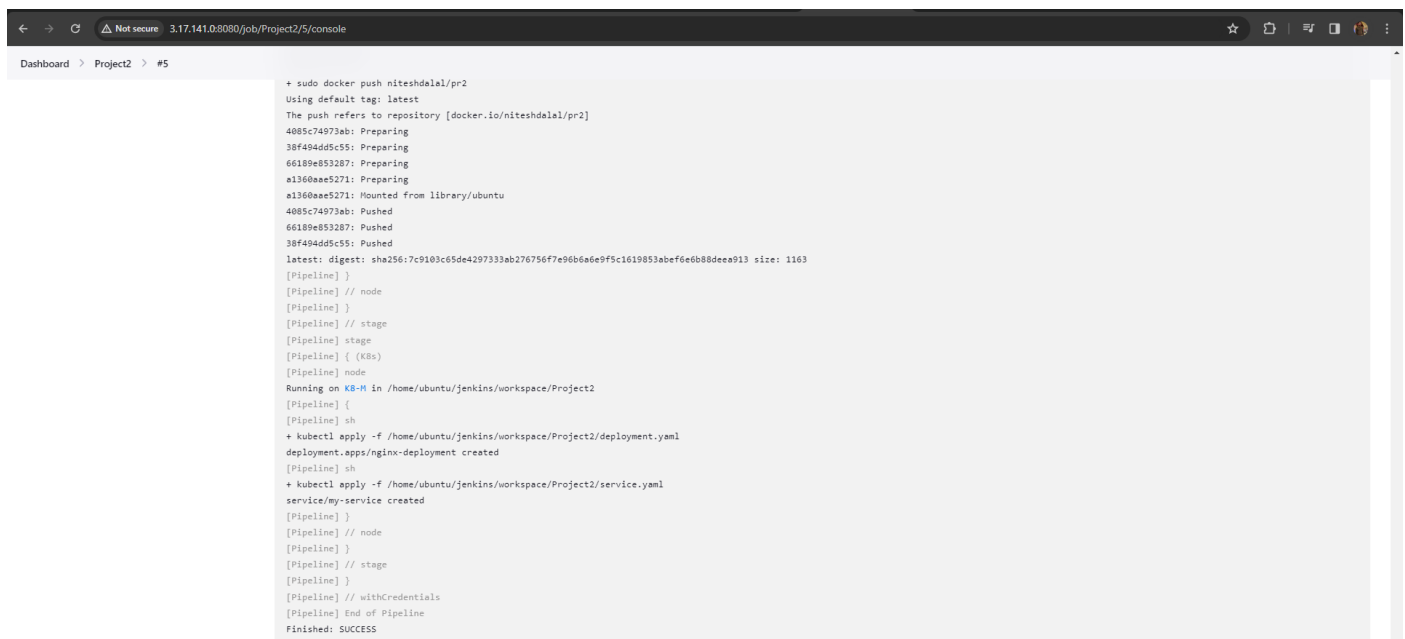 Not secure 3.17.141.0:8080/job/Project2/5/console
Dashboard > Project2 > #5
+ sudo docker push niteshdalal/pr2
Using default tag: latest
The push refers to repository [docker.io/niteshdalal/pr2]
4085c74973ab: Preparing
38f494dd5c55: Preparing
66189e853287: Preparing
a1360aae5271: Preparing
a1360aae5271: Mounted from library/ubuntu
4085c74973ab: Pushed
66189e853287: Pushed
38f494dd5c55: Pushed
latest: digest: sha256:7c9103c65de4297333ab276756f7e96b6a6e9f5c1619853abef6e6b88deea913 size: 1163
[Pipeline] }
[Pipeline] // node
[Pipeline] }
[Pipeline] // stage
[Pipeline] stage
[Pipeline] { (K8s)
[Pipeline] node
Running on K8-M in /home/ubuntu/jenkins/workspace/Project2
[Pipeline] {
[Pipeline] sh
+ kubectl apply -f /home/ubuntu/jenkins/workspace/Project2/deployment.yaml
deployment.apps/nginx-deployment created
[Pipeline] sh
+ kubectl apply -f /home/ubuntu/jenkins/workspace/Project2/service.yaml
service/my-service created
[Pipeline] }
[Pipeline] // node
[Pipeline] }
[Pipeline] // stage
[Pipeline] }
[Pipeline] // withCredentials
[Pipeline] End of Pipeline
Finished: SUCCESS